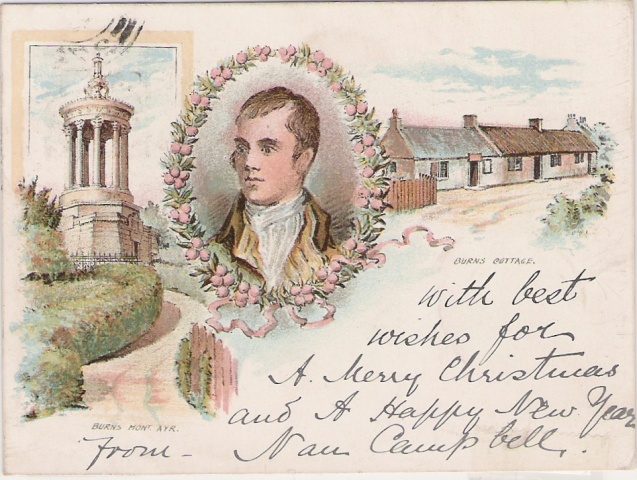 BURNS COTTAGE.
with best
wishes for
A. Merry Christmas
and A Happy New Year
BURNS MONT. AYR.
from - Nan Campbell.